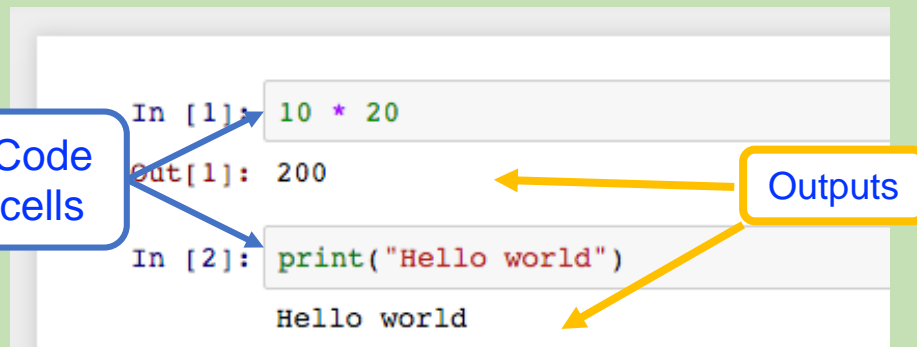 In [1]: 10 * 20
Code
cells
Out[1]: 200
Outputs
In [2]: print("Hello world")
Hello world